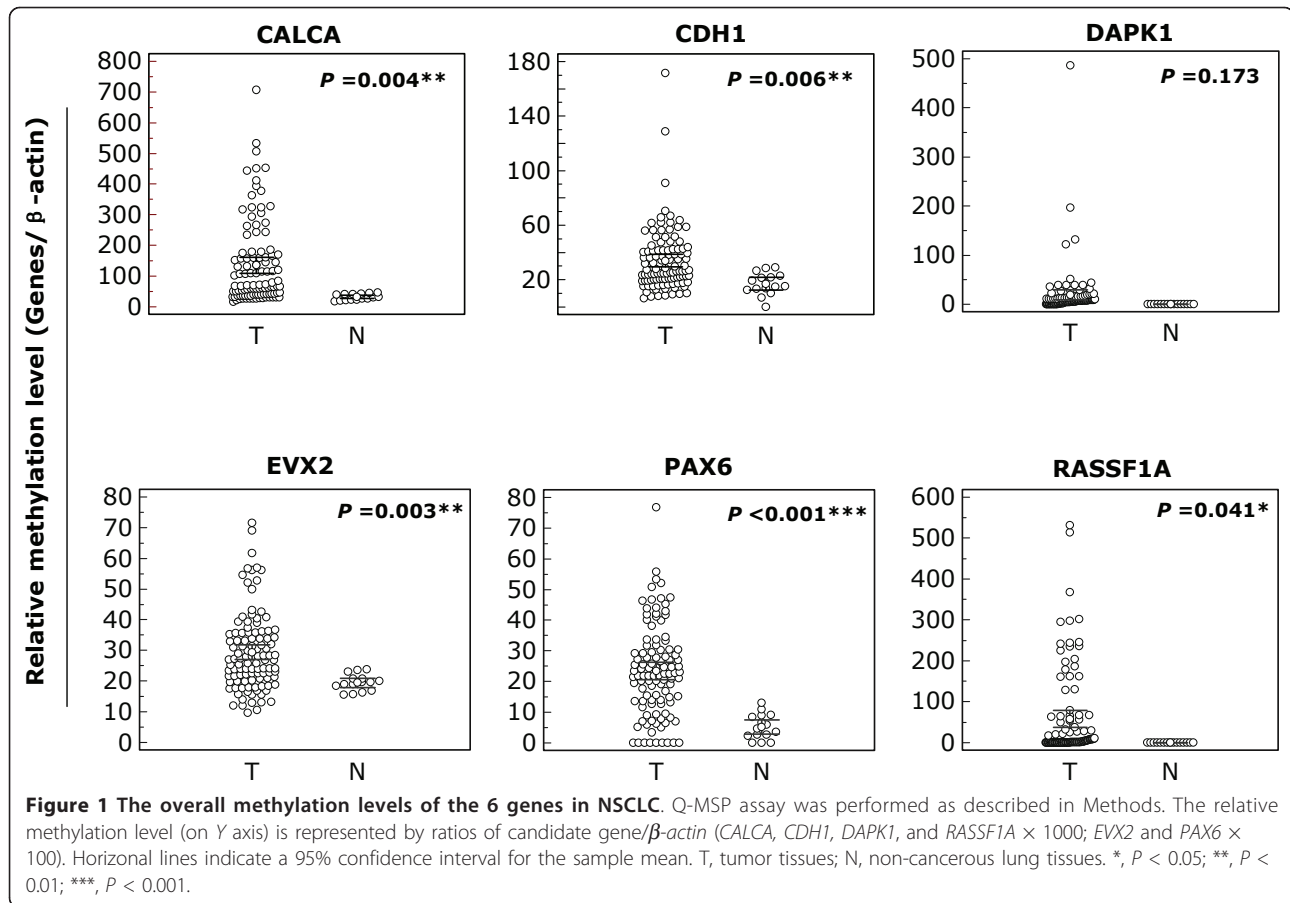 CALCA
CDH1
DAPK1
Relative methylation level (Genes/ β -actin)
800
700
600
500
400
300
200
100
0
P =0.004**
T
N
180
140
100
60
20
P =0.006**
T
N
500
400
300
200
100
0
P =0.173
T
N
EVX2
PAX6
RASSF1A
80
70
60
50
40
30
20
10
0
P =0.003**
T
N
80
70
60
50
40
30
20
10
0
P <0.001***
T
N
600
500
400
300
200
100
0
P =0.041*
T
N
Figure 1 The overall methylation levels of the 6 genes in NSCLC. Q-MSP assay was performed as described in Methods. The relative
methylation level (on Y axis) is represented by ratios of candidate gene/β-actin (CALCA, CDH1, DAPK1, and RASSF1A × 1000; EVX2 and PAX6 ×
100). Horizonal lines indicate a 95% confidence interval for the sample mean. T, tumor tissues; N, non-cancerous lung tissues. *, P < 0.05; **, P <
0.01; ***, P < 0.001.